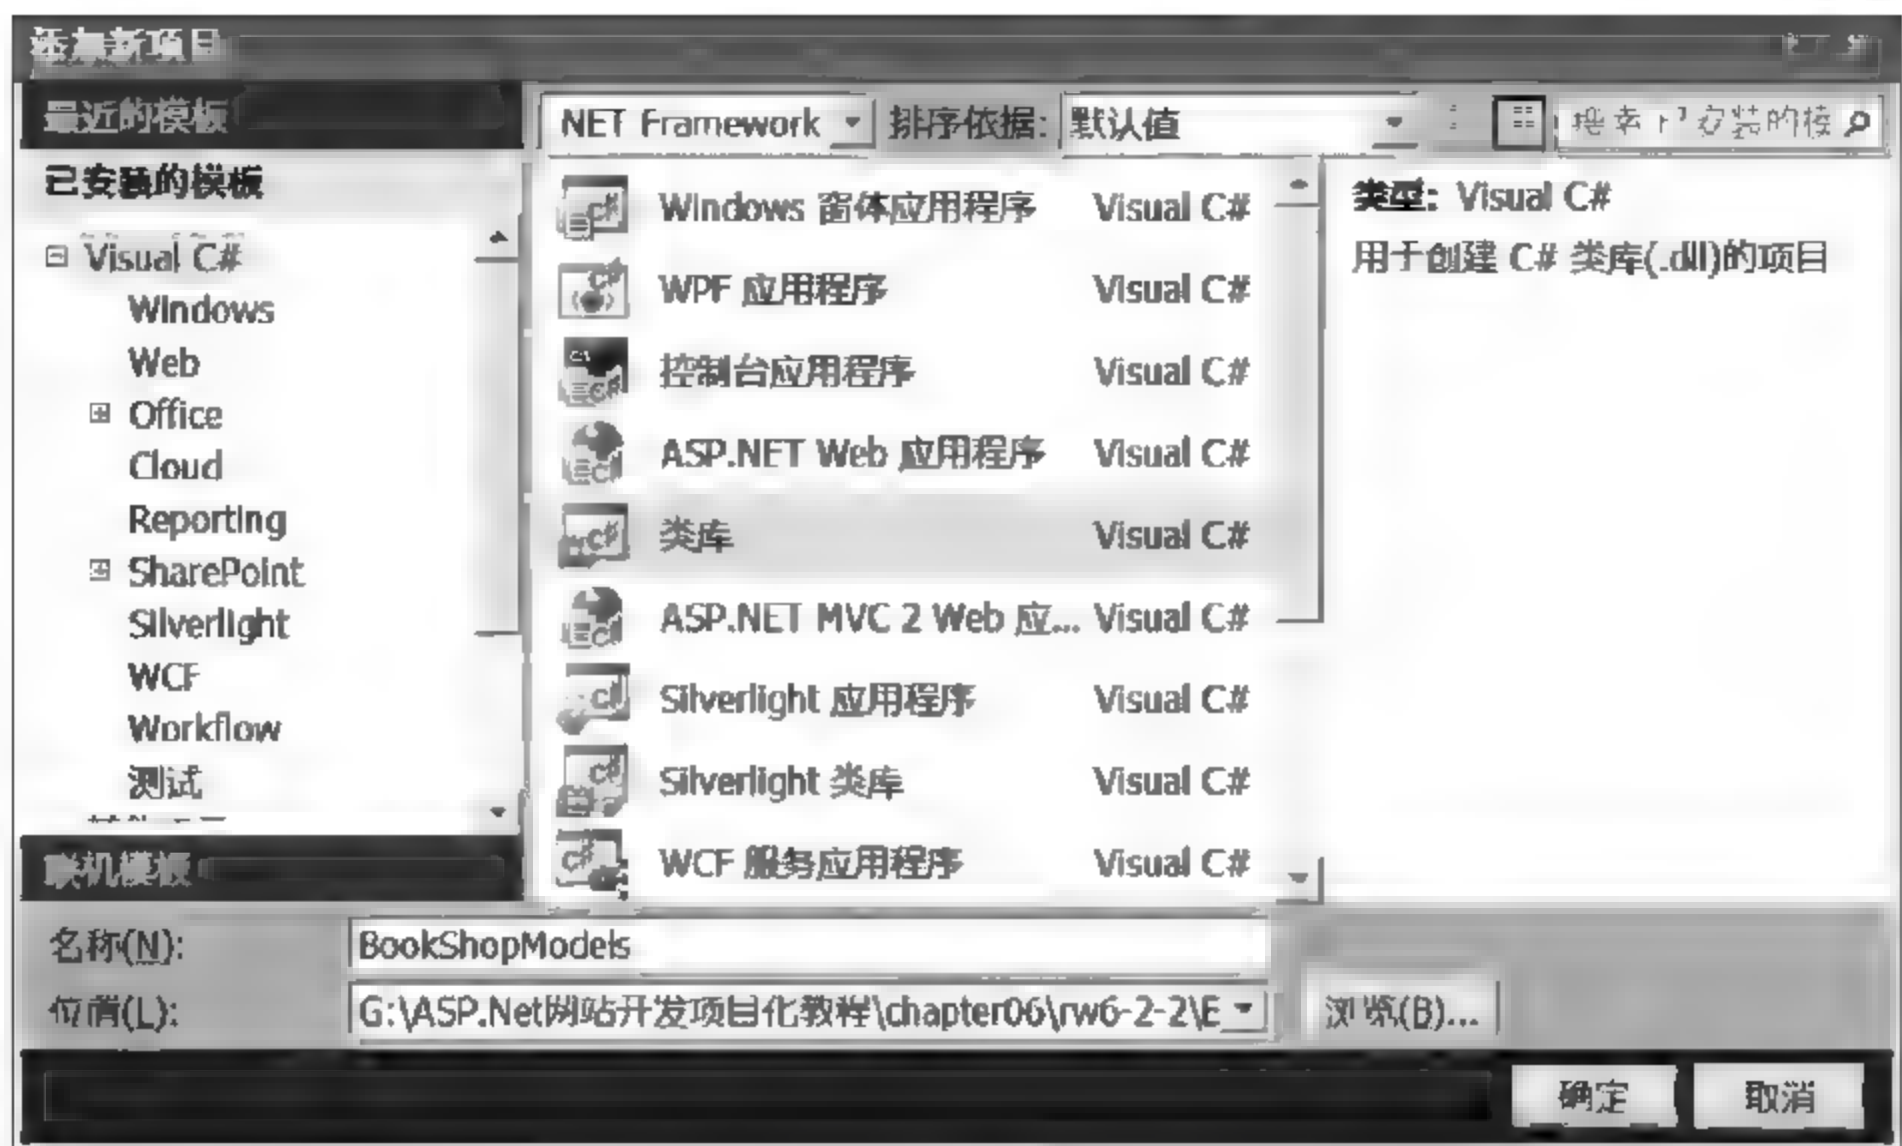 添加新项目
最近的模板
NET Framework 排序依据: 默认值 搜索已安装的模
已安装的模板
Visual C#
Windows
Web
Office
Cloud
Reporting
SharePoint
Silverlight
WCF
Workflow
测试
联机模板
Windows 窗体应用程序 Visual C#
WPF 应用程序 Visual C#
控制台应用程序 Visual C#
ASP.NET Web 应用程序 Visual C#
类库 Visual C#
ASP.NET MVC 2 Web 应... Visual C#
Silverlight 应用程序 Visual C#
Silverlight 类库 Visual C#
WCF 服务应用程序 Visual C#
类型: Visual C#
用于创建 C# 类库(.dll)的项目
名称(N): BookShopModels
位置(L): G:\ASP.Net网站开发项目化教程\chapter06\rw6-2-2\E 浏览(B)...
确定 取消